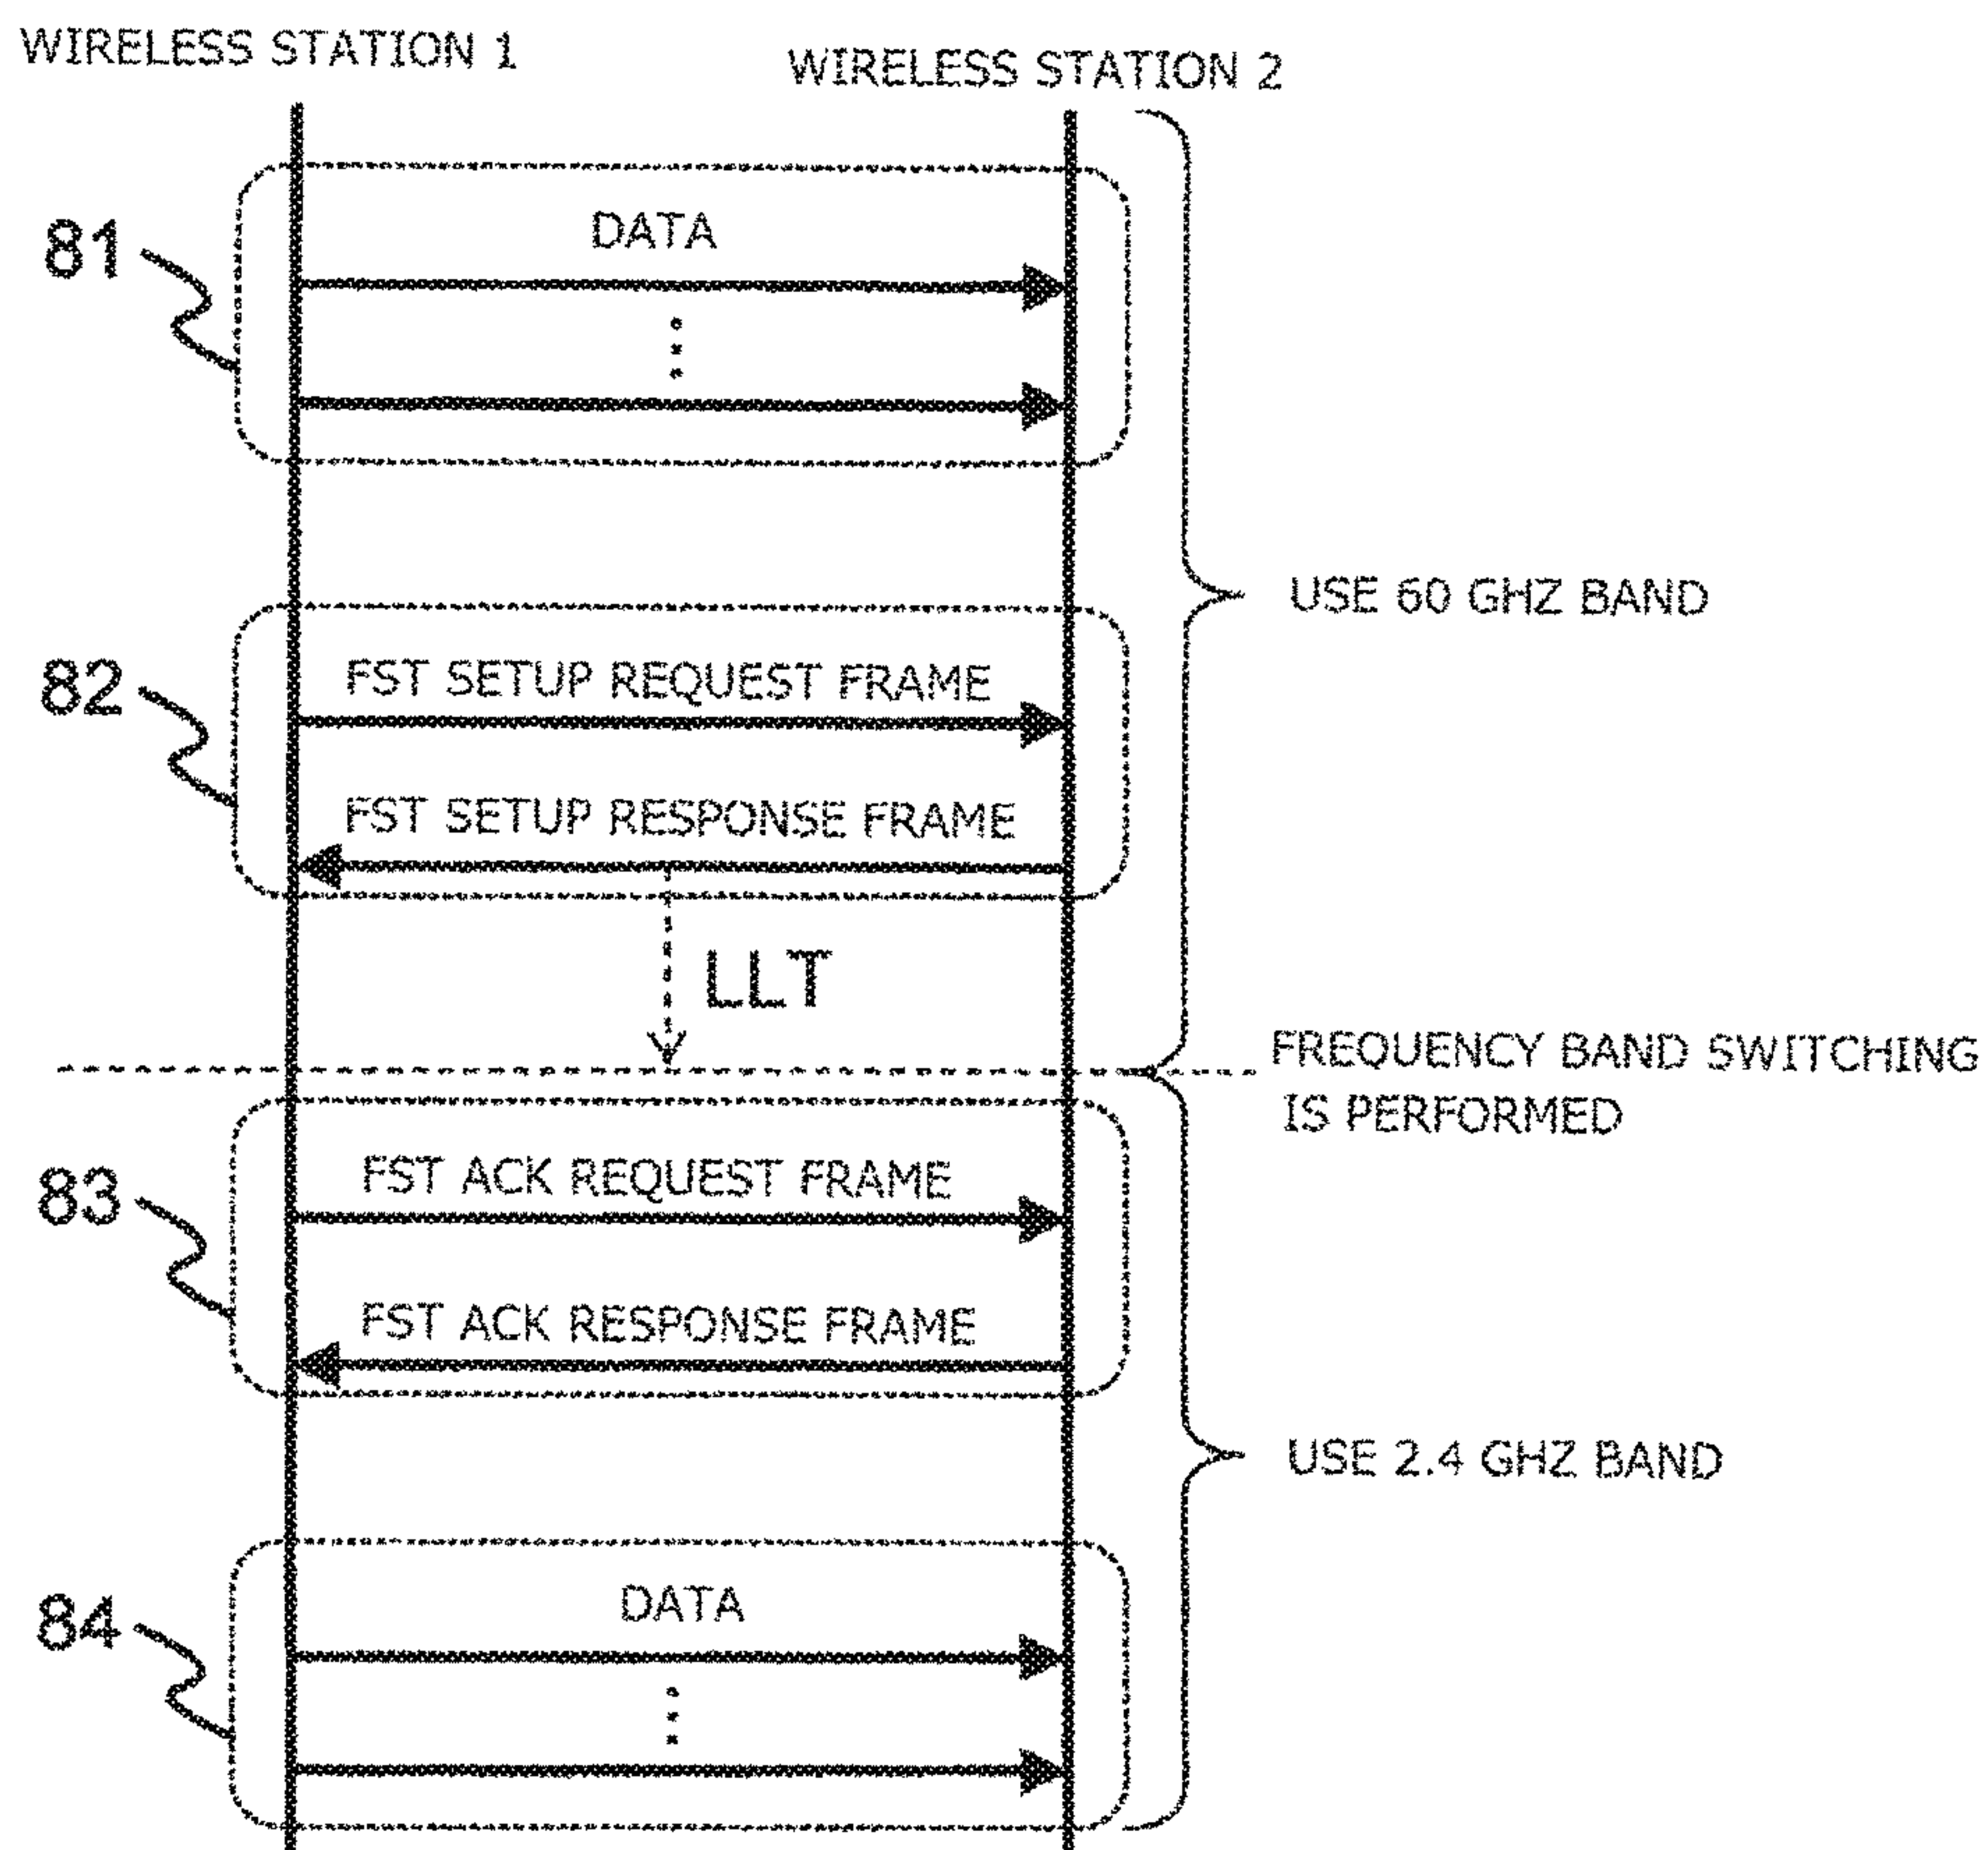 WIRELESS STATION 1
WIRELESS STATION 2
81
DATA
USE 60 GHZ BAND
82
FST SETUP REQUEST FRAME
FST SETUP RESPONSE FRAME
LLT
FREQUENCY BAND SWITCHING
IS PERFORMED
83
FST ACK REQUEST FRAME
FST ACK RESPONSE FRAME
USE 2.4 GHZ BAND
84
DATA